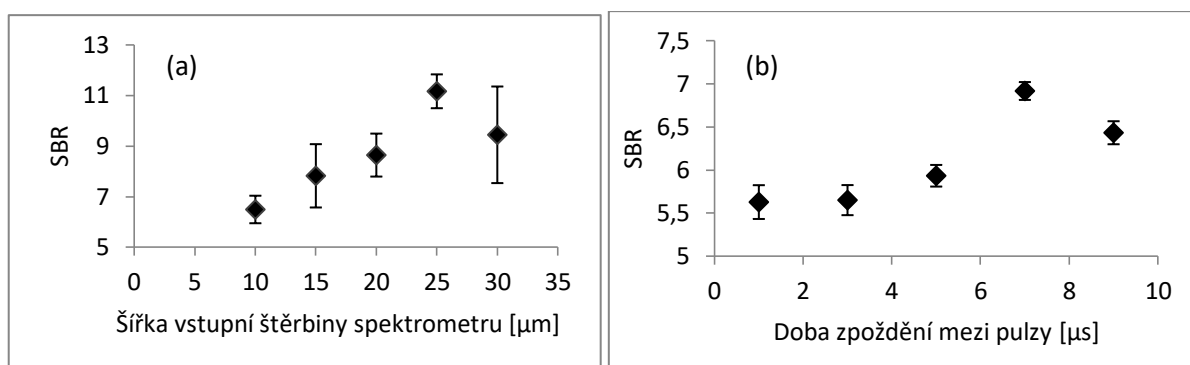 (a)
SBR
13
11
9
7
5
0 5 10 15 20 25 30 35
Šířka vstupní štěrbiny spektrometru [µm]
(b)
SBR
7,5
7
6,5
6
5,5
5
0 2 4 6 8 10
Doba zpoždění mezi pulzy [µs]